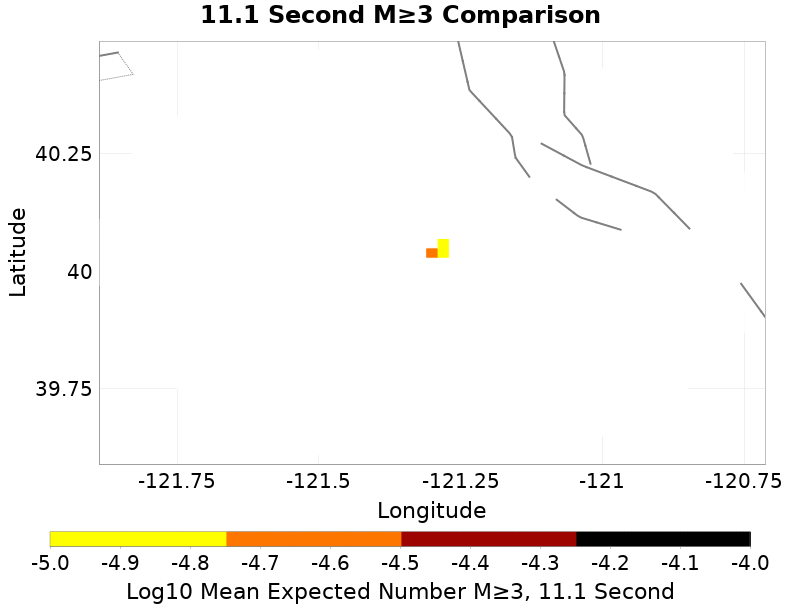 11.1 Second M≥3 Comparison
40.25
40
39.75
Latitude
-121.75 -121.5 -121.25 -121 -120.75
Longitude
-5.0 -4.9 -4.8 -4.7 -4.6 -4.5 -4.4 -4.3 -4.2 -4.1 -4.0
Log10 Mean Expected Number M≥3, 11.1 Second